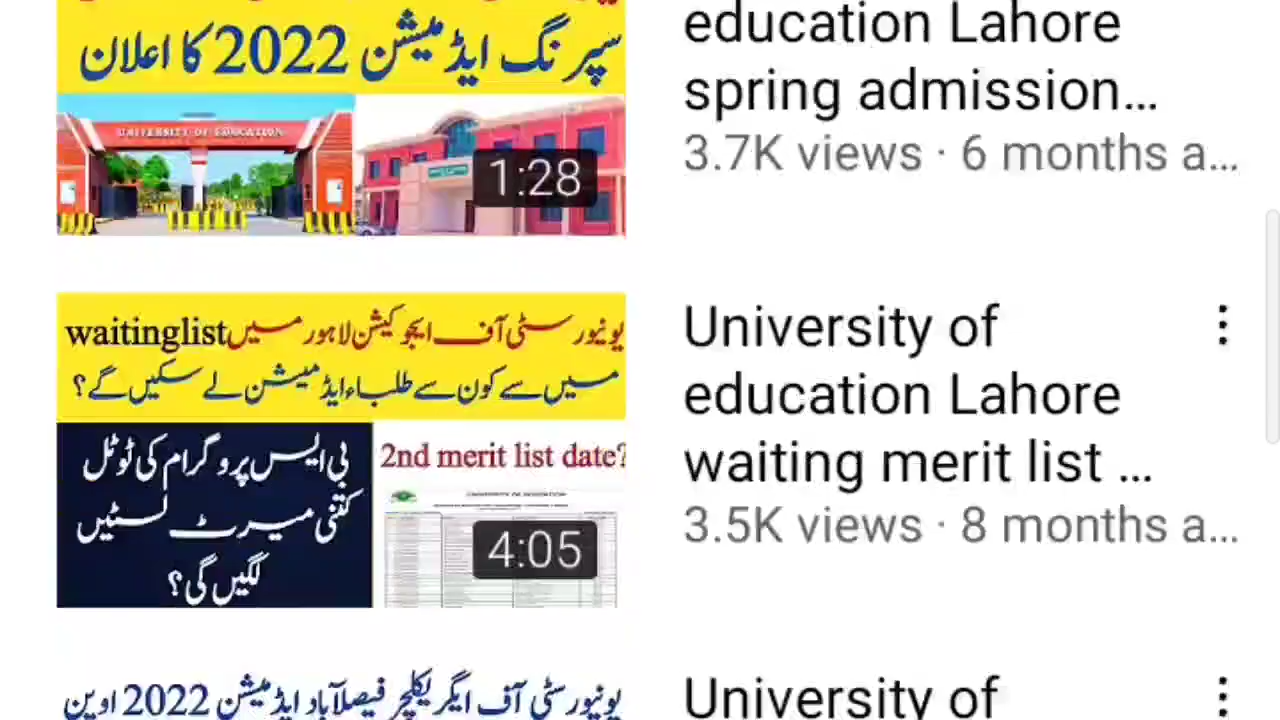 سپرنگ ایڈمیشن 2022 کا اعلان
UNIVERSITY OF EDUCATION
1:28
education Lahore
spring admission...
3.7K views · 6 months a...
یونیورسٹی آف ایجوکیشن لاہور میں waitinglist
میں سے کون سے طلباء ایڈمیشن لے سکیں گے؟
بی ایس پروگرام کی ٹوٹل
کتنی میرٹ لسٹیں
لگیں گی؟
2nd merit list date?
UNIVERSITY OF EDUCATION
4:05
University of
education Lahore
waiting merit list ...
3.5K views · 8 months a...
یونیورسٹی آف ایگریکلچر فیصل آباد ایڈمیشن 2022 اوپن
University of